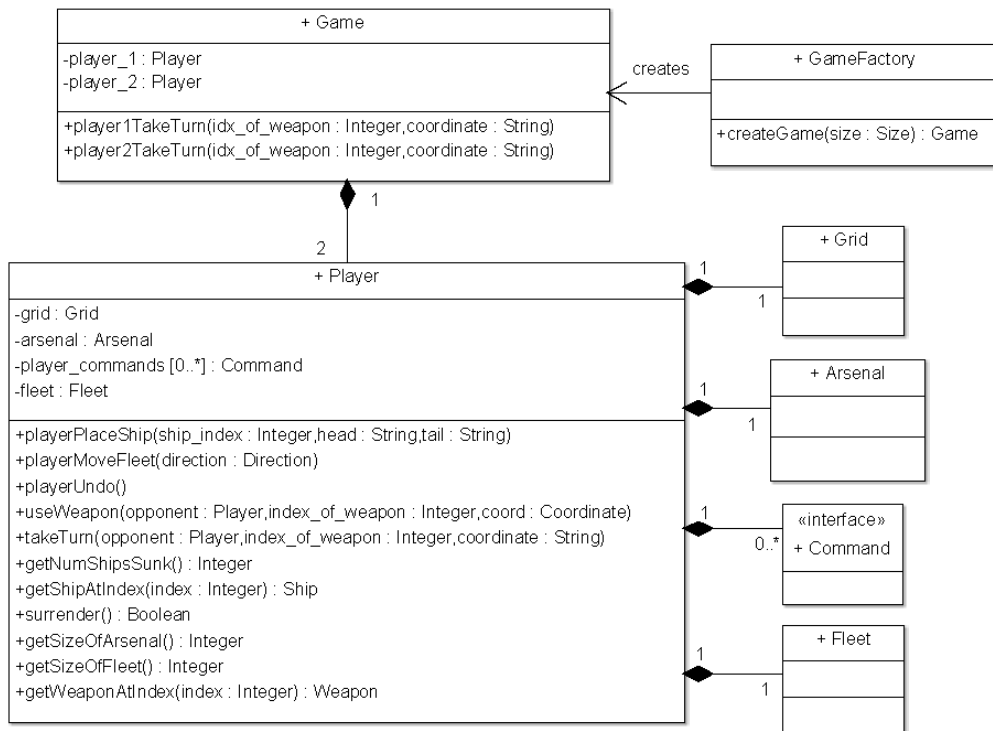 + Game
-player_1 : Player
-player_2 : Player
+player1TakeTurn(idx_of_weapon : Integer,coordinate : String)
+player2TakeTurn(idx_of_weapon : Integer,coordinate : String)
creates
+ GameFactory
+createGame(size : Size) : Game
1
2
+ Player
-grid : Grid
-arsenal : Arsenal
-player_commands [0..*] : Command
-fleet : Fleet
+playerPlaceShip(ship_index : Integer,head : String,tail : String)
+playerMoveFleet(direction : Direction)
+playerUndo()
+useWeapon(opponent : Player,index_of_weapon : Integer,coord : Coordinate)
+takeTurn(opponent : Player,index_of_weapon : Integer,coordinate : String)
+getNumShipsSunk() : Integer
+getShipAtIndex(index : Integer) : Ship
+surrender() : Boolean
+getSizeOfArsenal() : Integer
+getSizeOfFleet() : Integer
+getWeaponAtIndex(index : Integer) : Weapon
1
1
+ Grid
1
1
+ Arsenal
1
0..*
«interface»
+ Command
1
1
+ Fleet